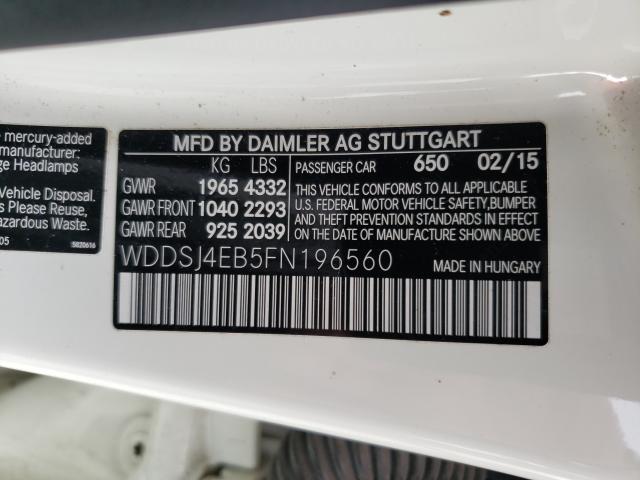 mercury-added
manufacturer:
ge Headlamps
Vehicle Disposal.
s Please Reuse,
azardous Waste.
05 5820616
MFD BY DAIMLER AG STUTTGART
KG LBS PASSENGER CAR 650 02/15
GVWR 1965 4332
GAWR FRONT 1040 2293
GAWR REAR 925 2039
THIS VEHICLE CONFORMS TO ALL APPLICABLE
U.S. FEDERAL MOTOR VEHICLE SAFETY,BUMPER
AND THEFT PREVENTION STANDARDS IN EFFECT ON
THE DATE OF MANUFACTURE SHOWN ABOVE
WDDSJ4EB5FN196560 MADE IN HUNGARY